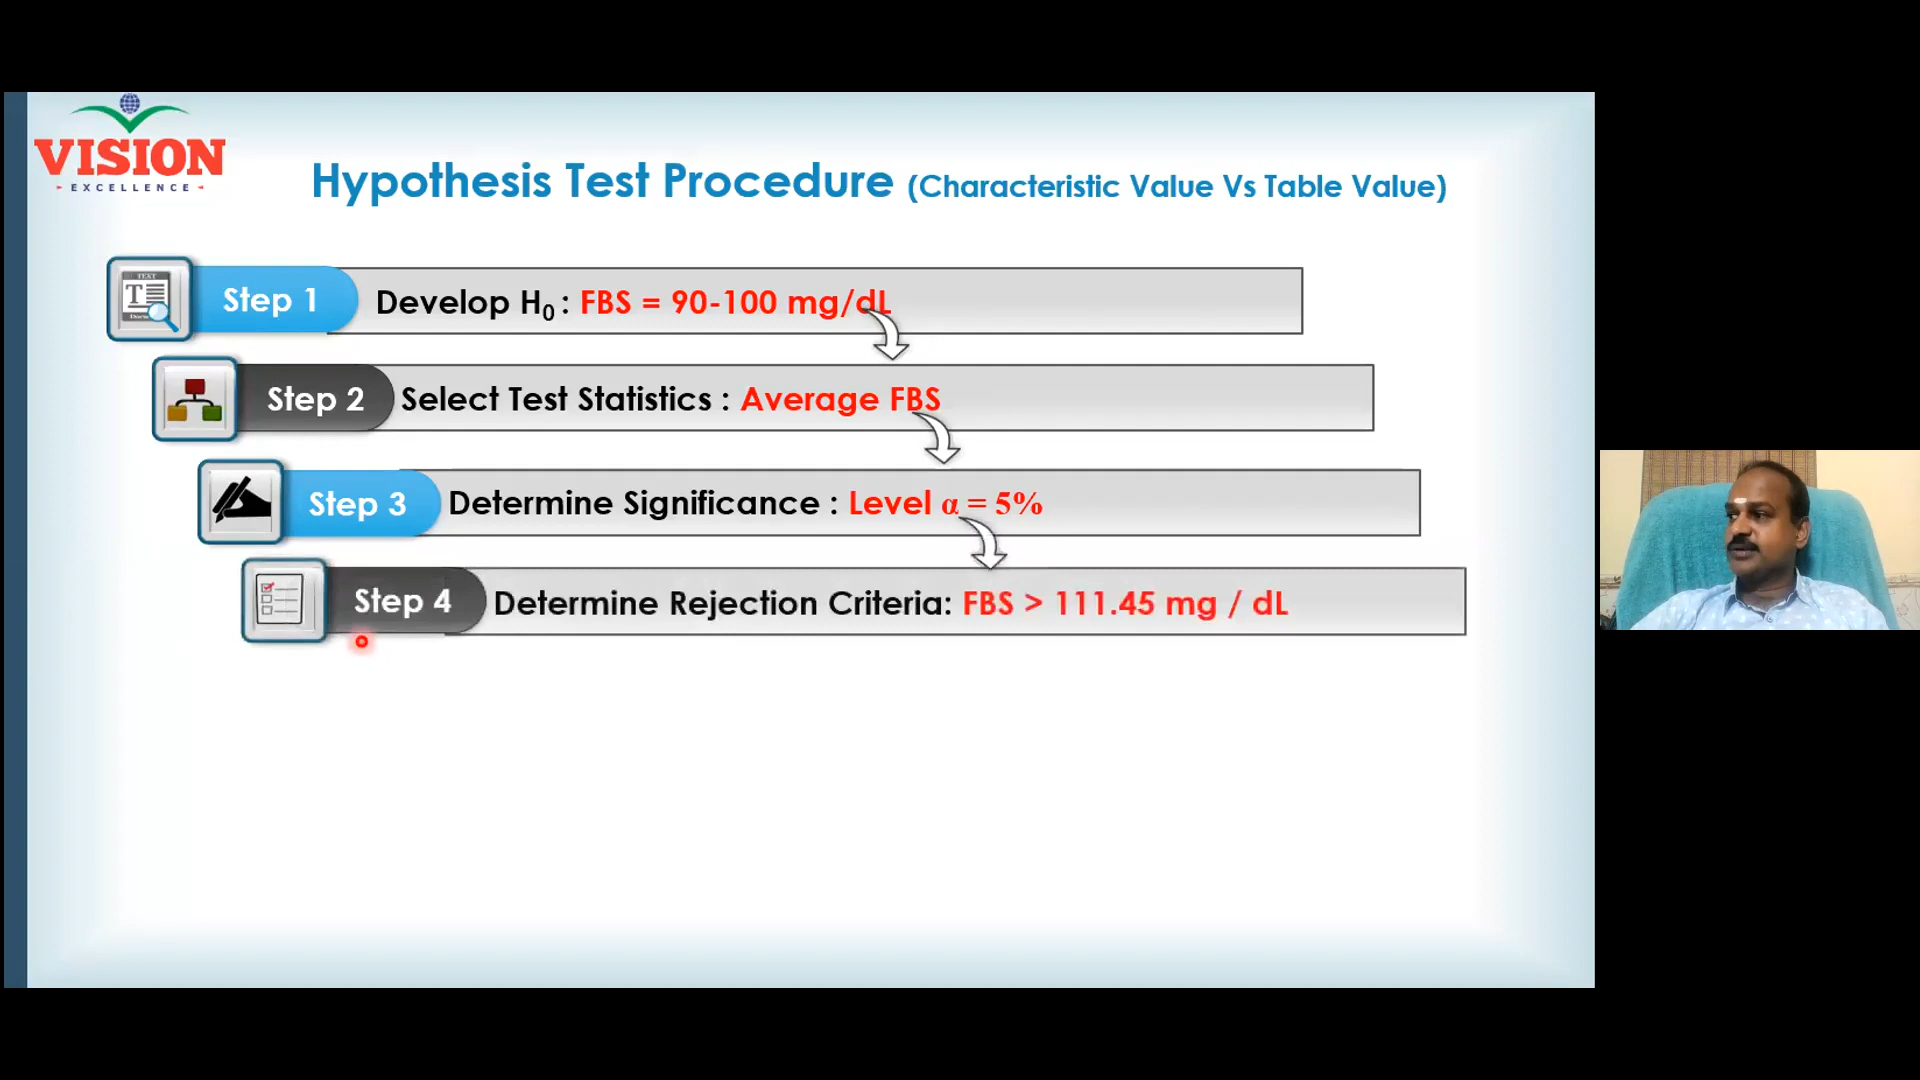 VISION
EXCELLENCE
Hypothesis Test Procedure (Characteristic Value Vs Table Value)
TEXT
T
Step 1
Develop H₀ : FBS = 90-100 mg/dL
Step 2
Select Test Statistics : Average FBS
Step 3
Determine Significance : Level α = 5%
Step 4
Determine Rejection Criteria: FBS > 111.45 mg / dL